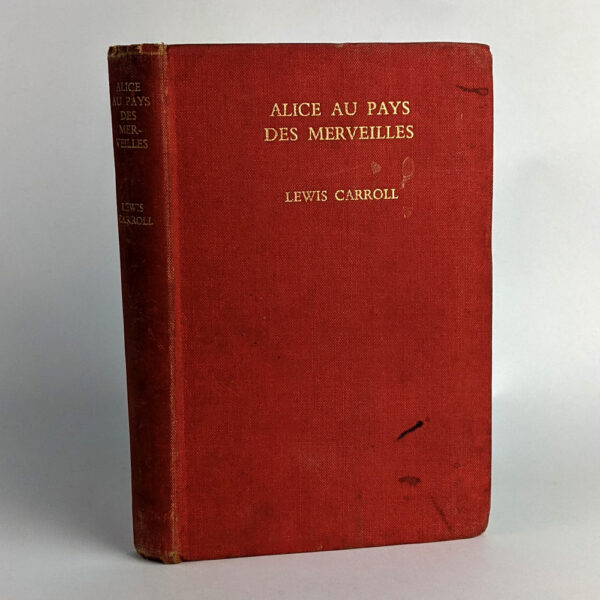 ALICE AU PAYS
DES MERVEILLES
LEWIS CARROLL
ALICE
AU PAYS
DES
MER-
VEILLES
LEWIS
CARROLL